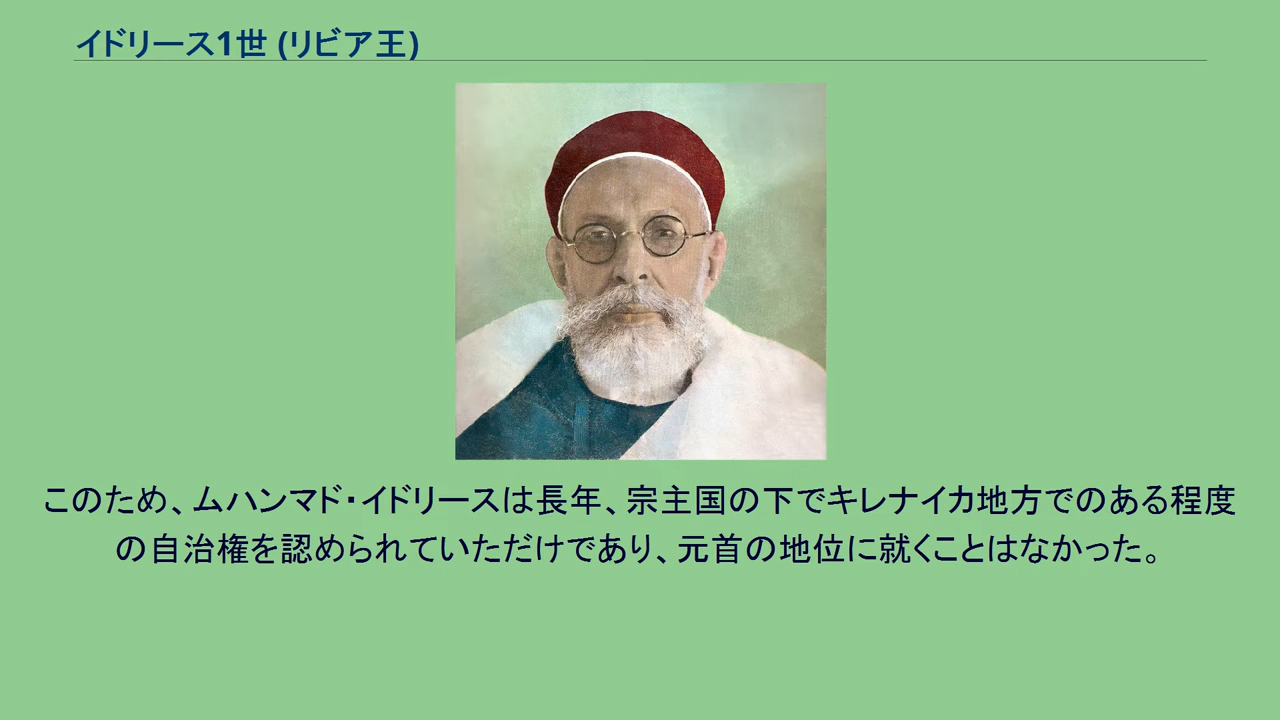 イドリース1世 (リビア王)
このため、ムハンマド・イドリースは長年、宗主国の下でキレナイカ地方でのある程度
の自治権を認められていただけであり、元首の地位に就くことはなかった。